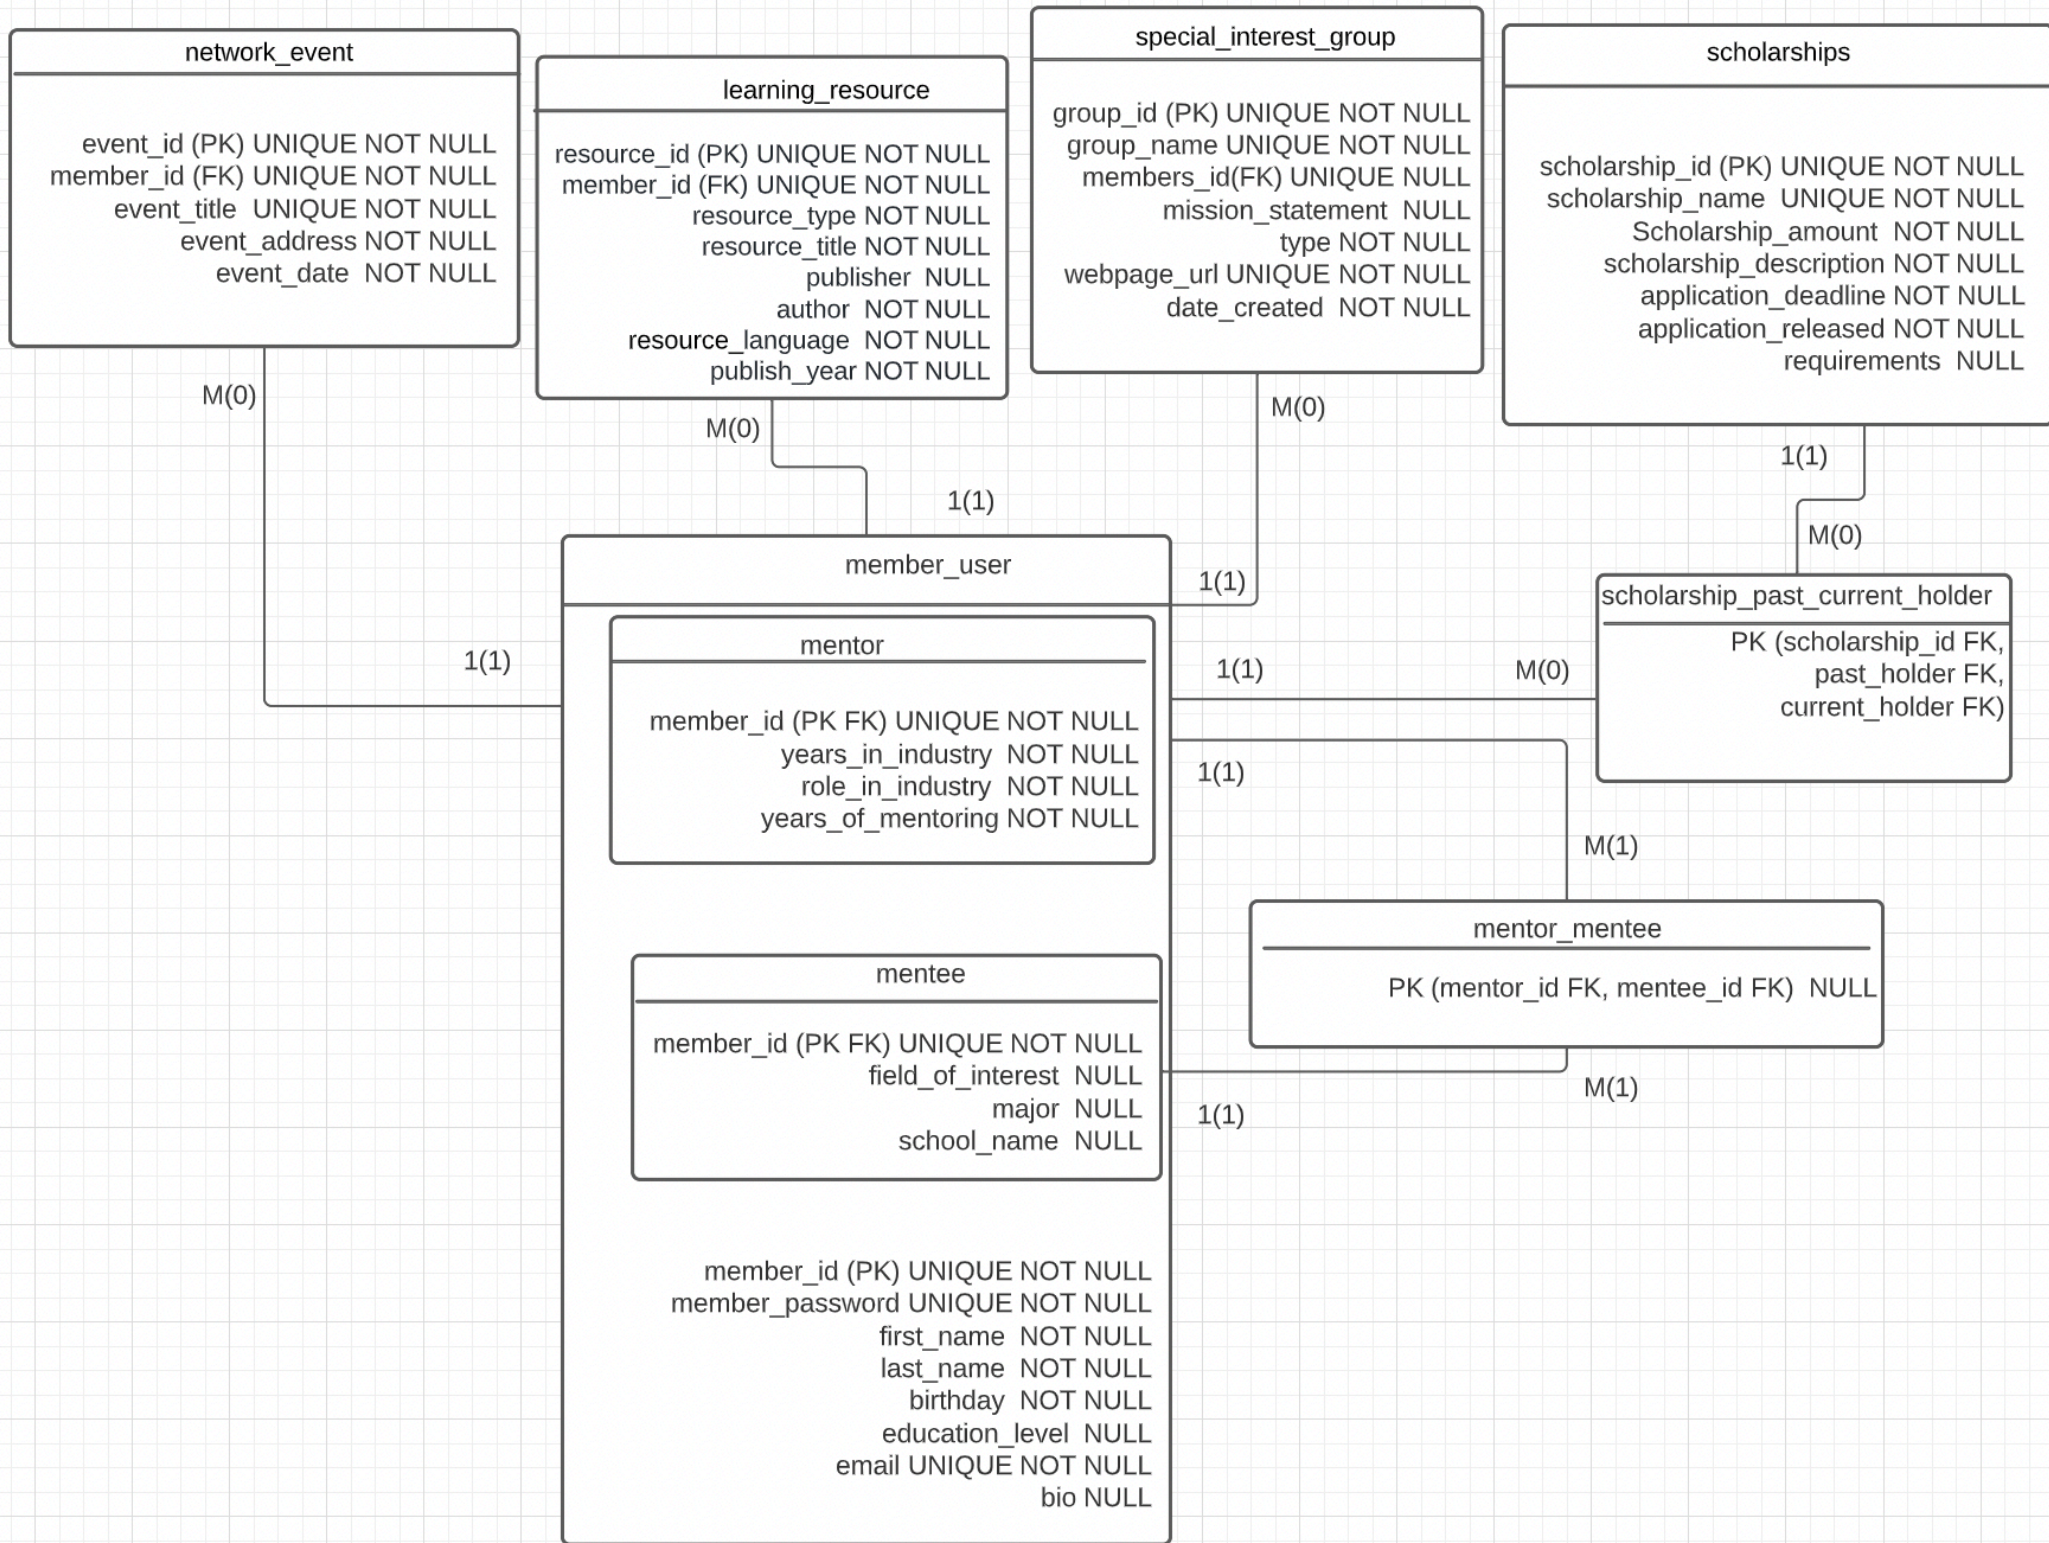 network_event
event_id (PK) UNIQUE NOT NULL
member_id (FK) UNIQUE NOT NULL
event_title UNIQUE NOT NULL
event_address NOT NULL
event_date NOT NULL
learning_resource
resource_id (PK) UNIQUE NOT NULL
member_id (FK) UNIQUE NOT NULL
resource_type NOT NULL
resource_title NOT NULL
publisher NULL
author NOT NULL
resource_language NOT NULL
publish_year NOT NULL
special_interest_group
group_id (PK) UNIQUE NOT NULL
group_name UNIQUE NOT NULL
members_id(FK) UNIQUE NULL
mission_statement NULL
type NOT NULL
webpage_url UNIQUE NOT NULL
date_created NOT NULL
scholarships
scholarship_id (PK) UNIQUE NOT NULL
scholarship_name UNIQUE NOT NULL
Scholarship_amount NOT NULL
scholarship_description NOT NULL
application_deadline NOT NULL
application_released NOT NULL
requirements NULL
M(0)
M(0)
M(0)
1(1)
1(1)
M(0)
1(1)
1(1)
1(1)
M(0)
scholarship_past_current_holder
PK (scholarship_id FK,
past_holder FK,
current_holder FK)
member_user
mentor
member_id (PK FK) UNIQUE NOT NULL
years_in_industry NOT NULL
role_in_industry NOT NULL
years_of_mentoring NOT NULL
1(1)
M(1)
mentor_mentee
PK (mentor_id FK, mentee_id FK) NULL
M(1)
1(1)
mentee
member_id (PK FK) UNIQUE NOT NULL
field_of_interest NULL
major NULL
school_name NULL
member_id (PK) UNIQUE NOT NULL
member_password UNIQUE NOT NULL
first_name NOT NULL
last_name NOT NULL
birthday NOT NULL
education_level NULL
email UNIQUE NOT NULL
bio NULL